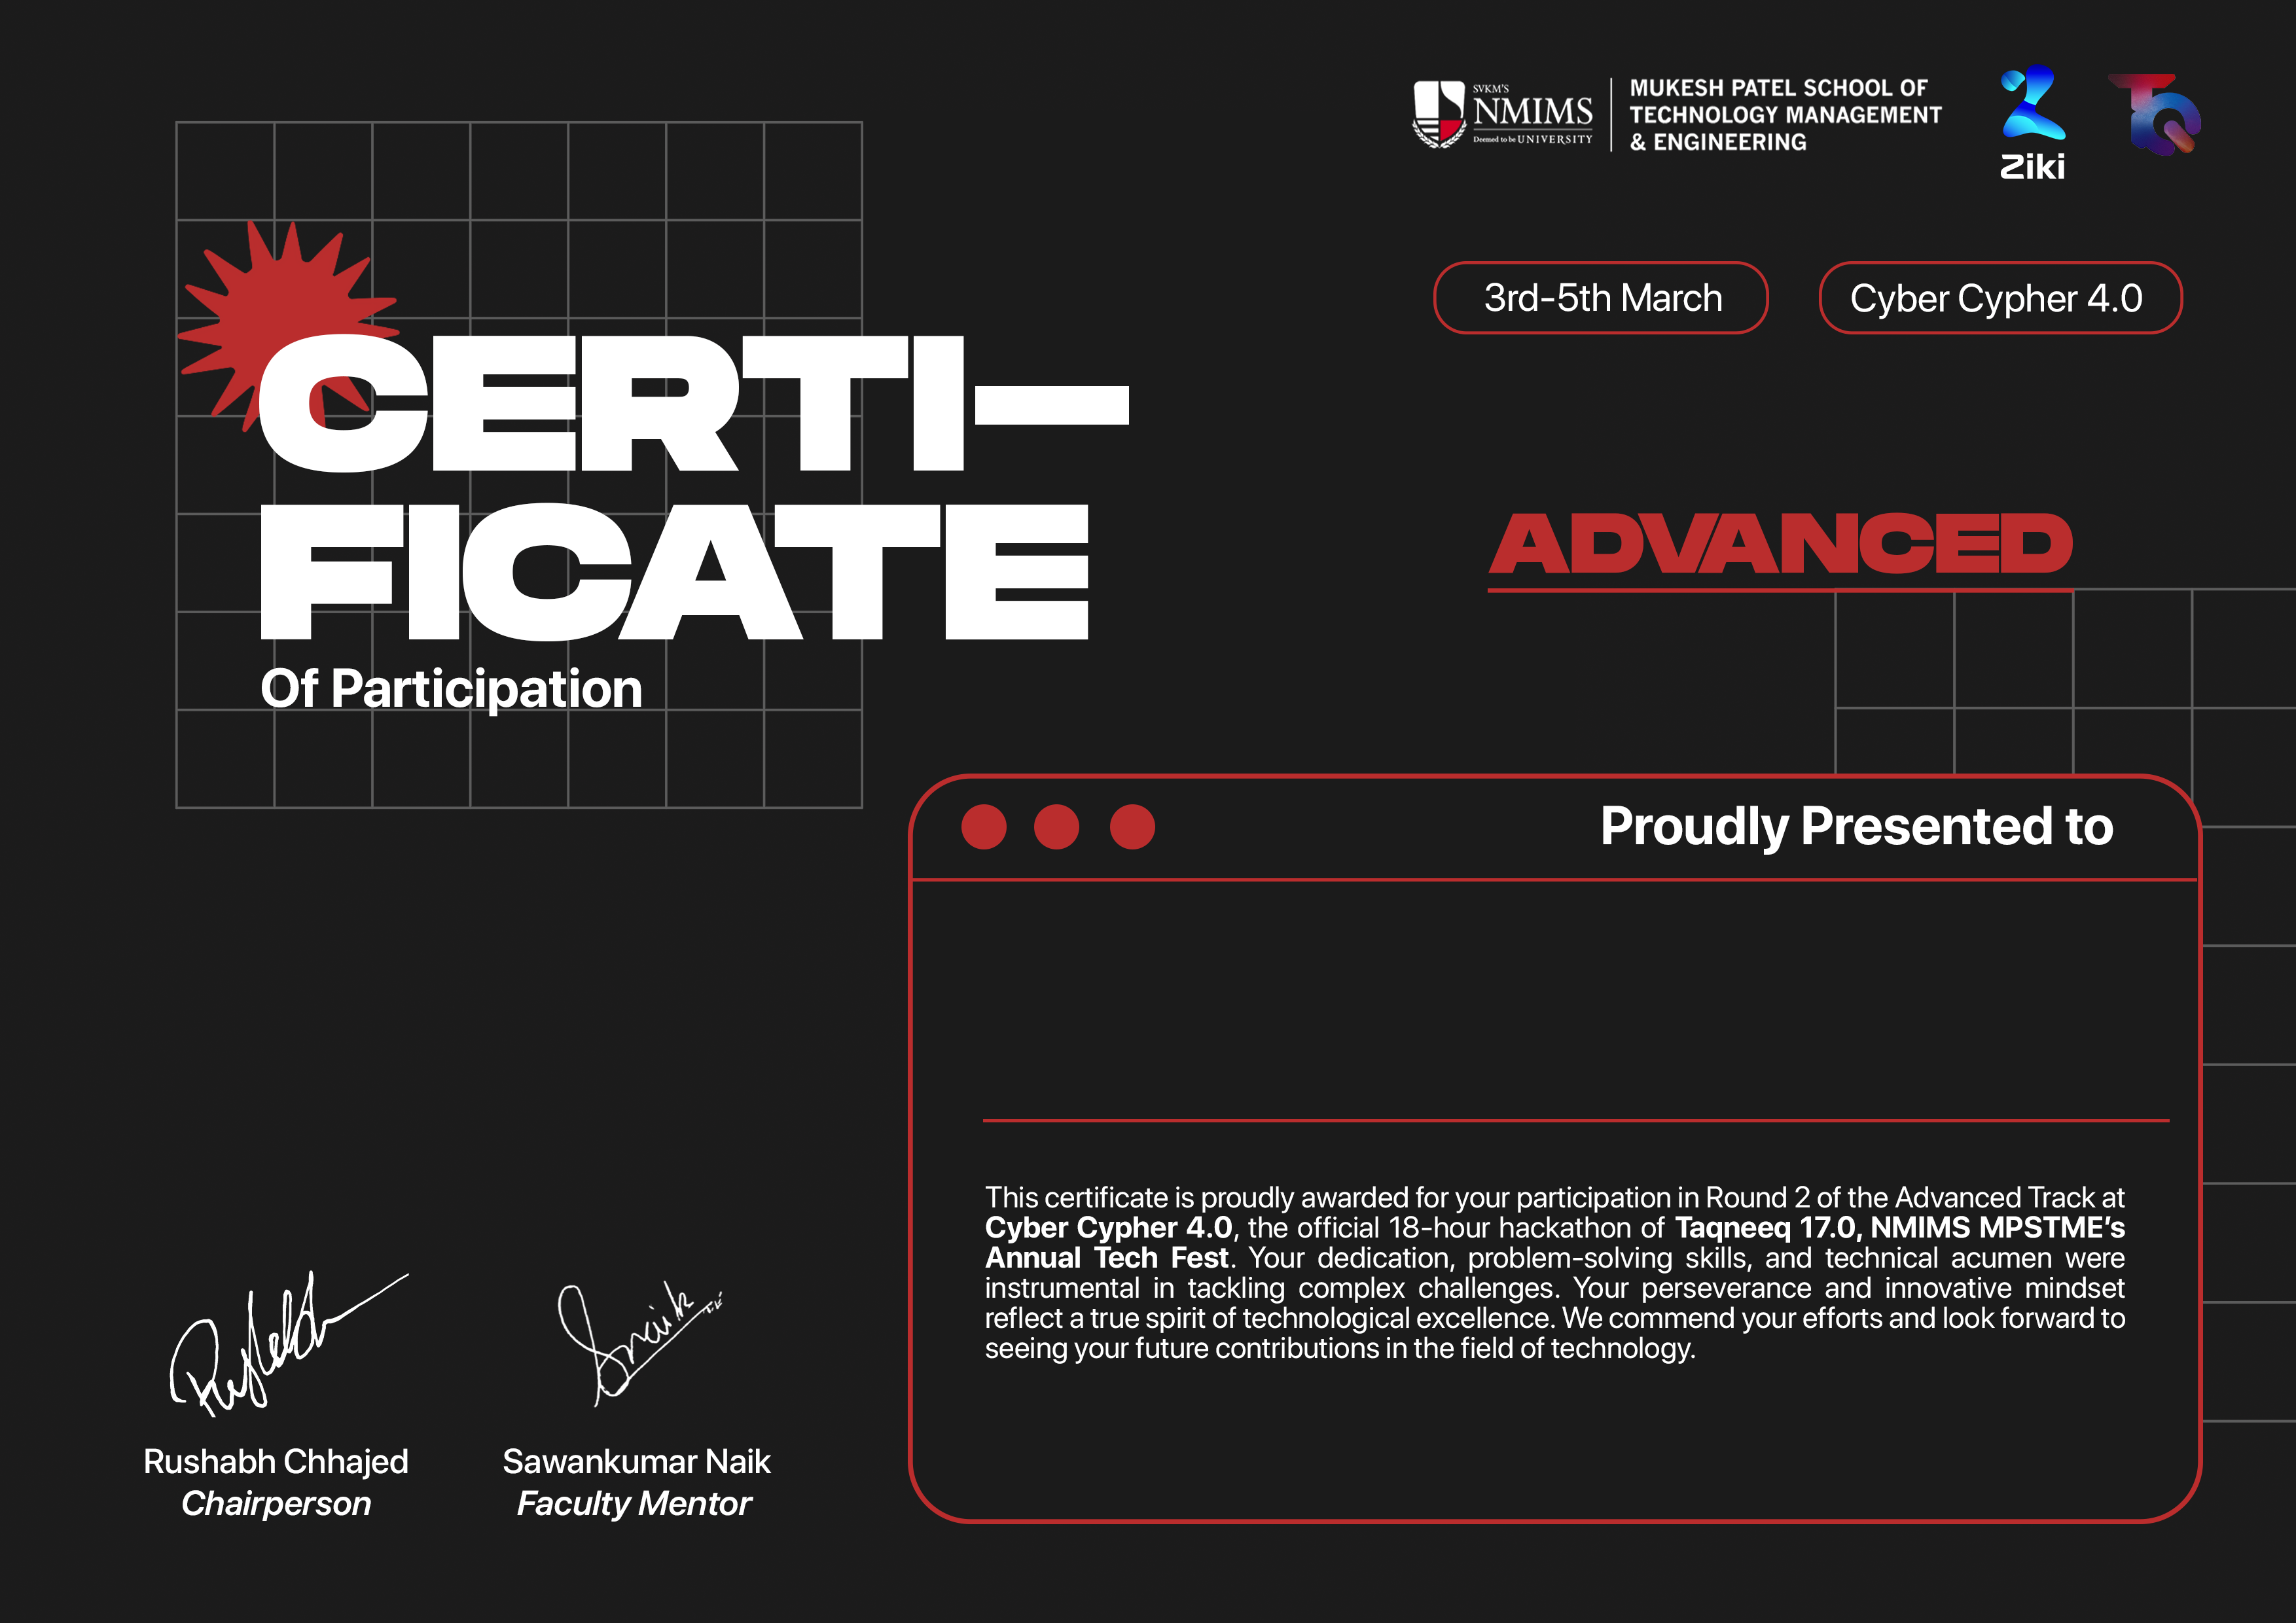 SVKM'S
NMIMS
Deemed to be UNIVERSITY
MUKESH PATEL SCHOOL OF
TECHNOLOGY MANAGEMENT
& ENGINEERING
Ziki
TQ
3rd-5th March
Cyber Cypher 4.0
CERTI—
FICATE
Of Participation
ADVANCED
Proudly Presented to
This certificate is proudly awarded for your participation in Round 2 of the Advanced Track at
Cyber Cypher 4.0, the official 18-hour hackathon of Taqneeq 17.0, NMIMS MPSTME’s
Annual Tech Fest. Your dedication, problem-solving skills, and technical acumen were
instrumental in tackling complex challenges. Your perseverance and innovative mindset
reflect a true spirit of technological excellence. We commend your efforts and look forward to
seeing your future contributions in the field of technology.
Rushabh Chhajed
Chairperson
Sawankumar Naik
Faculty Mentor